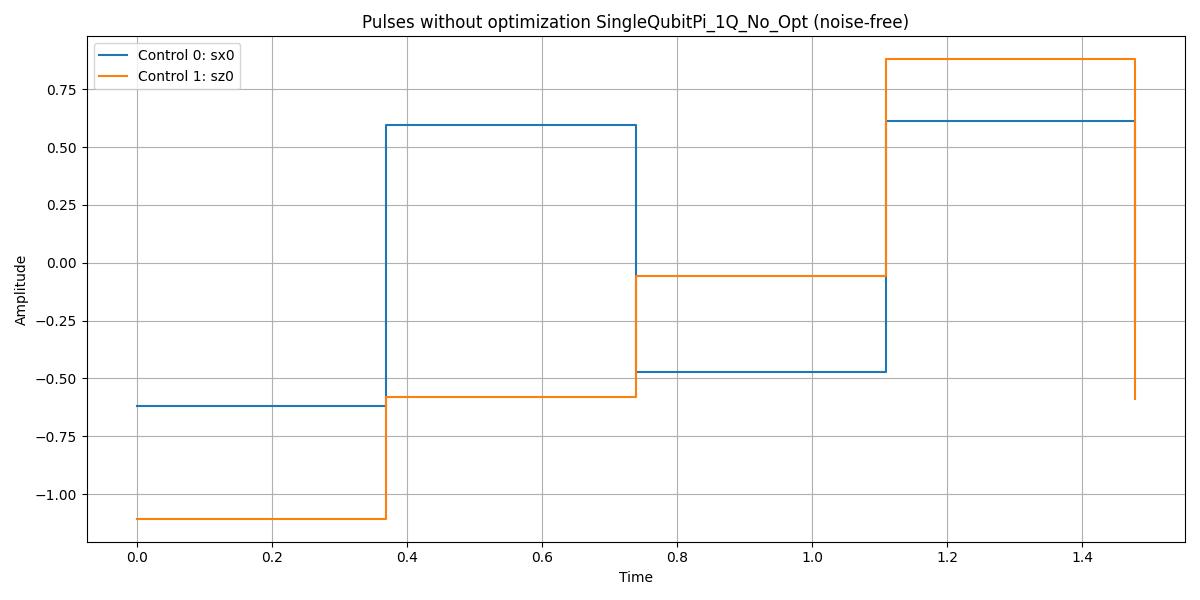 Pulses without optimization SingleQubitPi_1Q_No_Opt (noise-free)
Control 0: sx0
Control 1: sz0
Amplitude
0.75
0.50
0.25
0.00
−0.25
−0.50
−0.75
−1.00
0.0 0.2 0.4 0.6 0.8 1.0 1.2 1.4
Time